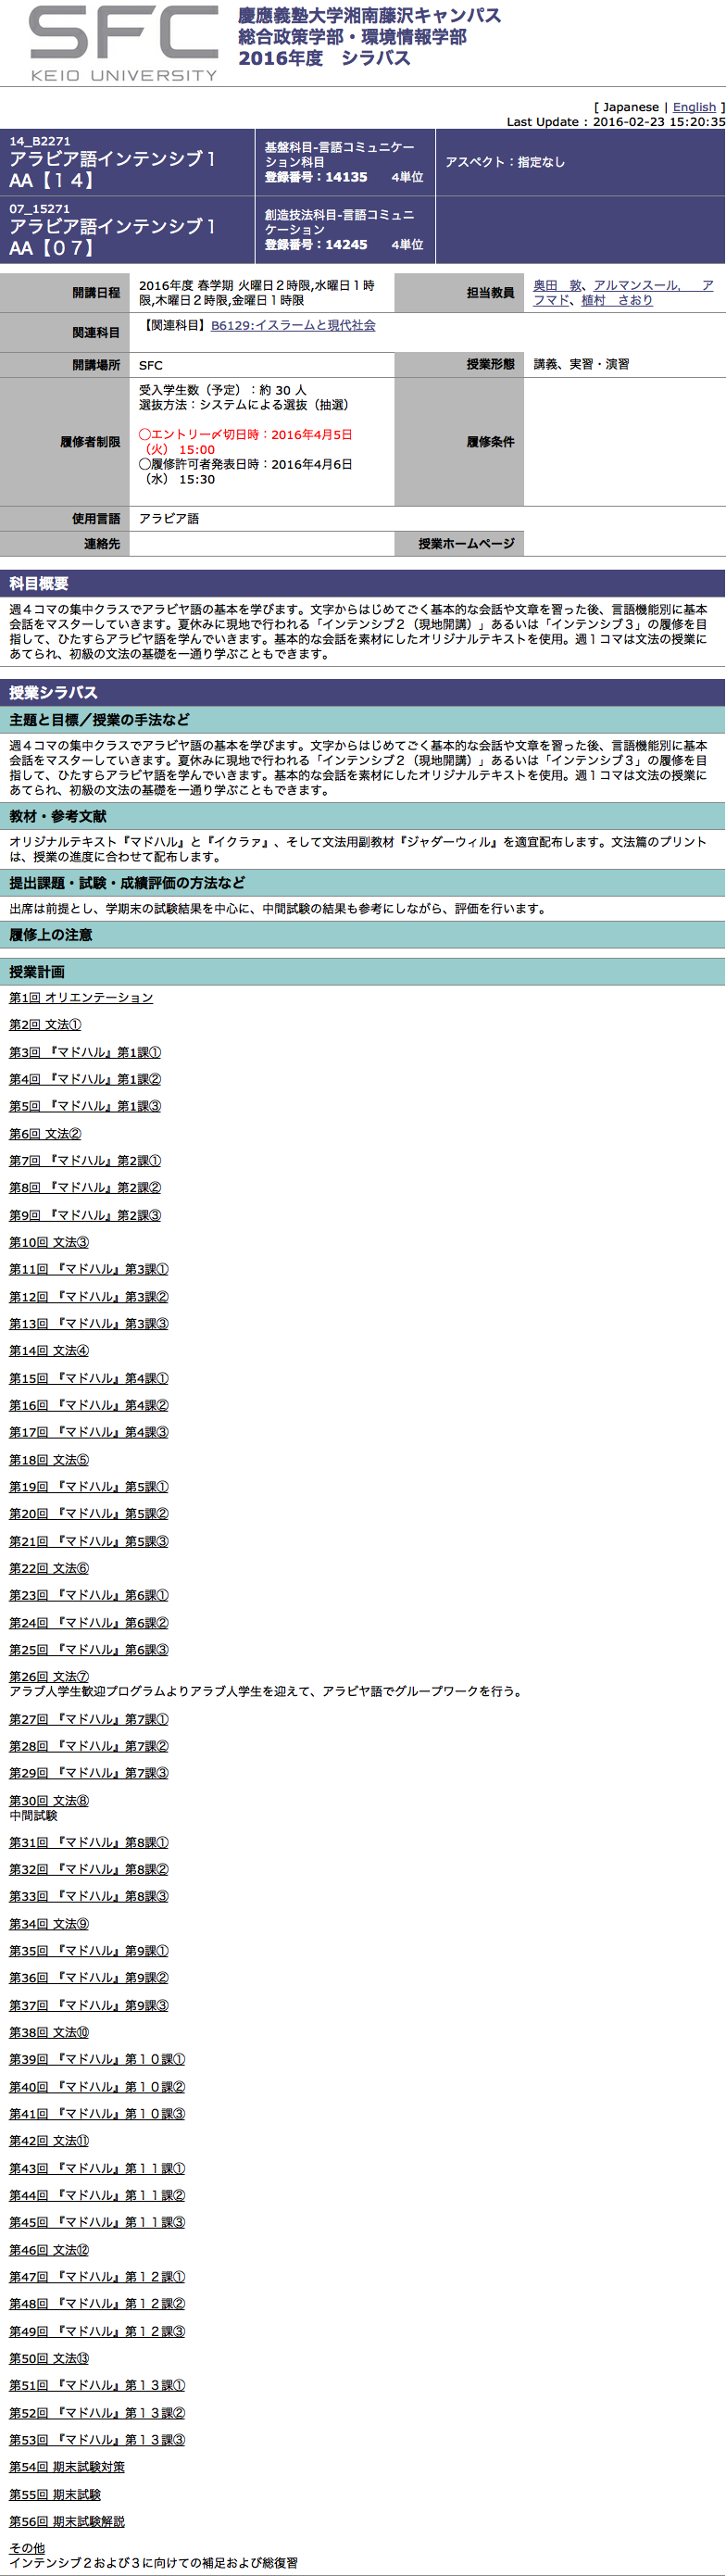 SFC
KEIO UNIVERSITY
慶應義塾大学湘南藤沢キャンパス
総合政策学部・環境情報学部
2016年度　シラバス
[ Japanese | English ]
Last Update : 2016-02-23 15:20:35
14_B2271
アラビア語インテンシブ１
AA【１４】
基盤科目-言語コミュニケー
ション科目
登録番号：14135　　4単位
アスペクト：指定なし
07_15271
アラビア語インテンシブ１
AA【０７】
創造技法科目-言語コミュニ
ケーション
登録番号：14245　　4単位
開講日程
2016年度 春学期 火曜日２時限,水曜日１時
限,木曜日２時限,金曜日１時限
担当教員
奥田　敦、アルマンスール,　 ア
フマド、植村　さおり
関連科目
【関連科目】B6129:イスラームと現代社会
開講場所
SFC
授業形態
講義、実習・演習
履修者制限
受入学生数（予定）：約 30 人
選抜方法：システムによる選抜（抽選）
◯エントリー〆切日時：2016年4月5日
（火） 15:00
◯履修許可者発表日時：2016年4月6日
（水） 15:30
履修条件
使用言語
アラビア語
連絡先
授業ホームページ
科目概要
週４コマの集中クラスでアラビヤ語の基本を学びます。文字からはじめてごく基本的な会話や文章を習った後、言語機能別に基本
会話をマスターしていきます。夏休みに現地で行われる「インテンシブ２（現地開講）」あるいは「インテンシブ３」の履修を目
指して、ひたすらアラビヤ語を学んでいきます。基本的な会話を素材にしたオリジナルテキストを使用。週１コマは文法の授業に
あてられ、初級の文法の基礎を一通り学ぶこともできます。
授業シラバス
主題と目標／授業の手法など
週４コマの集中クラスでアラビヤ語の基本を学びます。文字からはじめてごく基本的な会話や文章を習った後、言語機能別に基本
会話をマスターしていきます。夏休みに現地で行われる「インテンシブ２（現地開講）」あるいは「インテンシブ３」の履修を目
指して、ひたすらアラビヤ語を学んでいきます。基本的な会話を素材にしたオリジナルテキストを使用。週１コマは文法の授業に
あてられ、初級の文法の基礎を一通り学ぶこともできます。
教材・参考文献
オリジナルテキスト『マドハル』と『イクラァ』、そして文法用副教材『ジャダーウィル』を適宜配布します。文法篇のプリント
は、授業の進度に合わせて配布します。
提出課題・試験・成績評価の方法など
出席は前提とし、学期末の試験結果を中心に、中間試験の結果も参考にしながら、評価を行います。
履修上の注意
授業計画
第1回 オリエンテーション
第2回 文法①
第3回 『マドハル』第1課①
第4回 『マドハル』第1課②
第5回 『マドハル』第1課③
第6回 文法②
第7回 『マドハル』第2課①
第8回 『マドハル』第2課②
第9回 『マドハル』第2課③
第10回 文法③
第11回 『マドハル』第3課①
第12回 『マドハル』第3課②
第13回 『マドハル』第3課③
第14回 文法④
第15回 『マドハル』第4課①
第16回 『マドハル』第4課②
第17回 『マドハル』第4課③
第18回 文法⑤
第19回 『マドハル』第5課①
第20回 『マドハル』第5課②
第21回 『マドハル』第5課③
第22回 文法⑥
第23回 『マドハル』第6課①
第24回 『マドハル』第6課②
第25回 『マドハル』第6課③
第26回 文法⑦
アラブ人学生歓迎プログラムよりアラブ人学生を迎えて、アラビヤ語でグループワークを行う。
第27回 『マドハル』第7課①
第28回 『マドハル』第7課②
第29回 『マドハル』第7課③
第30回 文法⑧
中間試験
第31回 『マドハル』第8課①
第32回 『マドハル』第8課②
第33回 『マドハル』第8課③
第34回 文法⑨
第35回 『マドハル』第9課①
第36回 『マドハル』第9課②
第37回 『マドハル』第9課③
第38回 文法⑩
第39回 『マドハル』第１０課①
第40回 『マドハル』第１０課②
第41回 『マドハル』第１０課③
第42回 文法⑪
第43回 『マドハル』第１１課①
第44回 『マドハル』第１１課②
第45回 『マドハル』第１１課③
第46回 文法⑫
第47回 『マドハル』第１２課①
第48回 『マドハル』第１２課②
第49回 『マドハル』第１２課③
第50回 文法⑬
第51回 『マドハル』第１３課①
第52回 『マドハル』第１３課②
第53回 『マドハル』第１３課③
第54回 期末試験対策
第55回 期末試験
第56回 期末試験解説
その他
インテンシブ２および３に向けての補足および総復習